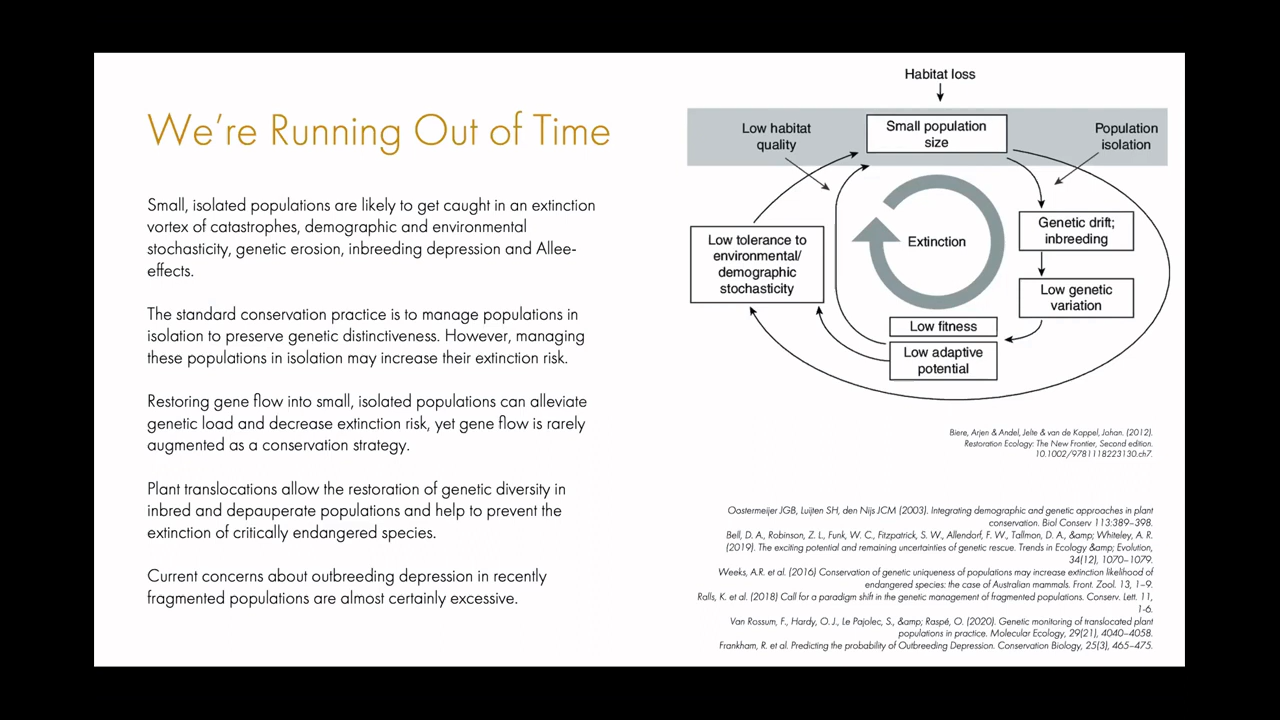 We're Running Out of Time
Small, isolated populations are likely to get caught in an extinction
vortex of catastrophes, demographic and environmental
stochasticity, genetic erosion, inbreeding depression and Allee-
effects.
The standard conservation practice is to manage populations in
isolation to preserve genetic distinctiveness. However, managing
these populations in isolation may increase their extinction risk.
Restoring gene flow into small, isolated populations can alleviate
genetic load and decrease extinction risk, yet gene flow is rarely
augmented as a conservation strategy.
Plant translocations allow the restoration of genetic diversity in
inbred and depauperate populations and help to prevent the
extinction of critically endangered species.
Current concerns about outbreeding depression in recently
fragmented populations are almost certainly excessive.
Habitat loss
Low habitat
quality
Small population
size
Population
isolation
Genetic drift;
inbreeding
Low genetic
variation
Low fitness
Low adaptive
potential
Low tolerance to
environmental/
demographic
stochasticity
Extinction
Biere, Arjen & Andel, Jelte & van de Koppel, Johan. (2012).
Restoration Ecology: The New Frontier, Second edition.
10.1002/9781118223130.ch7.
Oostermeijer JGB, Luijten SH, den Nijs JCM (2003). Integrating demographic and genetic approaches in plant
conservation. Biol Conserv 113:389–398.
Bell, D. A., Robinson, Z. L., Funk, W. C., Fitzpatrick, S. W., Allendorf, F. W., Tallmon, D. A., &amp; Whiteley, A. R.
(2019). The exciting potential and remaining uncertainties of genetic rescue. Trends in Ecology &amp; Evolution,
34(12), 1070–1079.
Weeks, A.R. et al. (2016) Conservation of genetic uniqueness of populations may increase extinction likelihood of
endangered species: the case of Australian mammals. Front. Zool. 13, 1–9.
Ralls, K. et al. (2018) Call for a paradigm shift in the genetic management of fragmented populations. Conserv. Lett. 11,
1-6.
Van Rossum, F., Hardy, O. J., Le Pajolec, S., &amp; Raspé, O. (2020). Genetic monitoring of translocated plant
populations in practice. Molecular Ecology, 29(21), 4040–4058.
Frankham, R. et al. Predicting the probability of Outbreeding Depression. Conservation Biology, 25(3), 465–475.